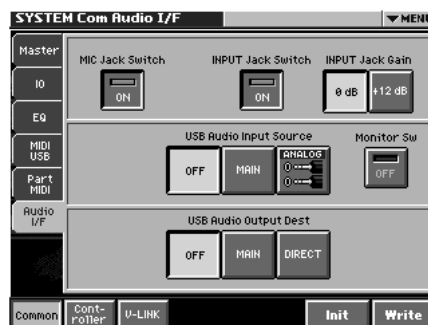 SYSTEM Com Audio I/F
MENU
Master
IO
EQ
MIDI
USB
Part
MIDI
Audio
I/F
MIC Jack Switch
INPUT Jack Switch
INPUT Jack Gain
ON
ON
0 dB
+12 dB
USB Audio Input Source
Monitor Sw
OFF
MAIN
ANALOG
OFF
USB Audio Output Dest
OFF
MAIN
DIRECT
Common
Cont-
roller
V-LINK
Init
Write